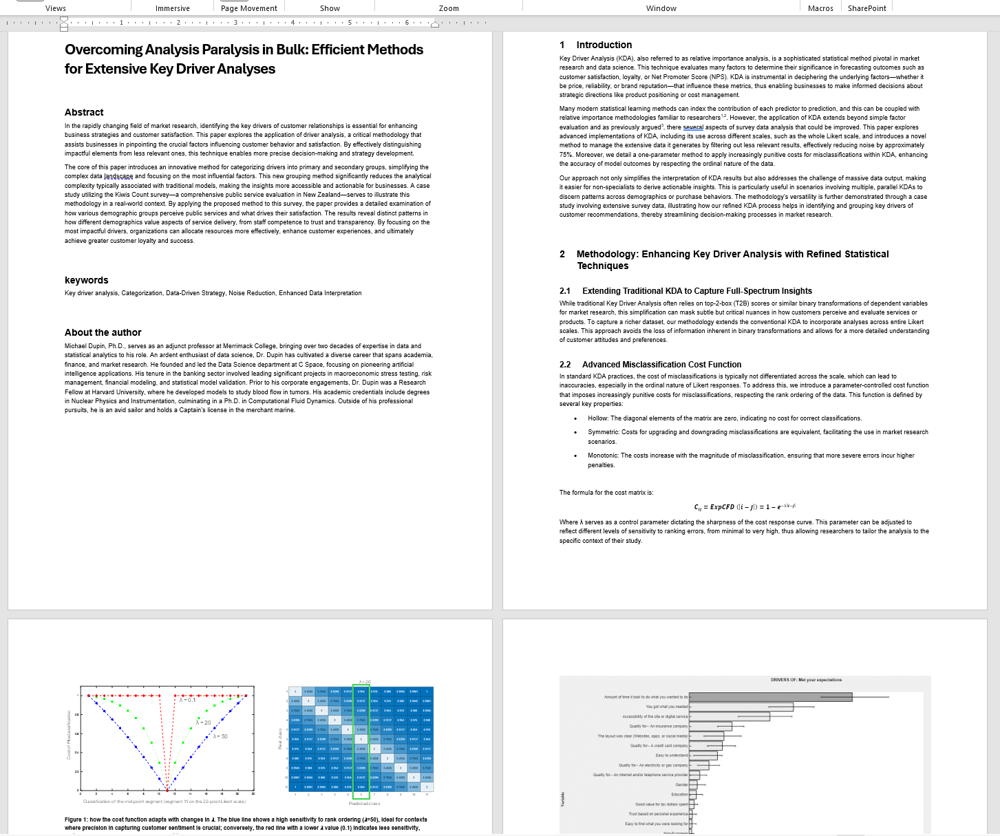 Views Immersive Page Movement Show Zoom Window Macros SharePoint
1 2 3 4 5 6
Overcoming Analysis Paralysis in Bulk: Efficient Methods
for Extensive Key Driver Analyses
Abstract
In the rapidly changing field of market research, identifying the key drivers of customer relationships is essential for enhancing
business strategies and customer satisfaction. This paper explores the application of driver analysis, a critical methodology that
assists businesses in pinpointing the crucial factors influencing customer behavior and satisfaction. By effectively distinguishing
impactful elements from less relevant ones, this technique enables more precise decision-making and strategy development.
The core of this paper introduces an innovative method for categorizing drivers into primary and secondary groups, simplifying the
complex data landscape and focusing on the most influential factors. This new grouping method significantly reduces the analytical
complexity typically associated with traditional models, making the insights more accessible and actionable for businesses. A case
study utilizing the Kiwis Count survey—a comprehensive public service evaluation in New Zealand—serves to illustrate this
methodology in a real-world context. By applying the proposed method to this survey, the paper provides a detailed examination of
how various demographic groups perceive public services and what drives their satisfaction. The results reveal distinct patterns in
how different demographics value aspects of service delivery, from staff competence to trust and transparency. By focusing on the
most impactful drivers, organizations can allocate resources more effectively, enhance customer experiences, and ultimately
achieve greater customer loyalty and success.
keywords
Key driver analysis, Categorization, Data-Driven Strategy, Noise Reduction, Enhanced Data Interpretation
About the author
Michael Dupin, Ph.D., serves as an adjunct professor at Merrimack College, bringing over two decades of expertise in data and
statistical analytics to his role. An ardent enthusiast of data science, Dr. Dupin has cultivated a diverse career that spans academia,
finance, and market research. He founded and led the Data Science department at C Space, focusing on pioneering artificial
intelligence applications. His tenure in the banking sector involved leading significant projects in macroeconomic stress testing, risk
management, financial modeling, and statistical model validation. Prior to his corporate engagements, Dr. Dupin was a Research
Fellow at Harvard University, where he developed models to study blood flow in tumors. His academic credentials include degrees
in Nuclear Physics and Instrumentation, culminating in a Ph.D. in Computational Fluid Dynamics. Outside of his professional
pursuits, he is an avid sailor and holds a Captain's license in the merchant marine.
1 Introduction
Key Driver Analysis (KDA), also referred to as relative importance analysis, is a sophisticated statistical method pivotal in market
research and data science. This technique evaluates many factors to determine their significance in forecasting outcomes such as
customer satisfaction, loyalty, or Net Promoter Score (NPS). KDA is instrumental in deciphering the underlying factors—whether it
be price, reliability, or brand reputation—that influence these metrics, thus enabling businesses to make informed decisions about
strategic directions like product positioning or cost management.
Many modern statistical learning methods can index the contribution of each predictor to prediction, and this can be coupled with
relative importance methodologies familiar to researchers1,2. However, the application of KDA extends beyond simple factor
evaluation and as previously argued3, there several aspects of survey data analysis that could be improved. This paper explores
advanced implementations of KDA, including its use across different scales, such as the whole Likert scale, and introduces a novel
method to manage the extensive data it generates by filtering out less relevant results, effectively reducing noise by approximately
75%. Moreover, we detail a one-parameter method to apply increasingly punitive costs for misclassifications within KDA, enhancing
the accuracy of model outcomes by respecting the ordinal nature of the data.
Our approach not only simplifies the interpretation of KDA results but also addresses the challenge of massive data output, making
it easier for non-specialists to derive actionable insights. This is particularly useful in scenarios involving multiple, parallel KDAs to
discern patterns across demographics or purchase behaviors. The methodology's versatility is further demonstrated through a case
study involving extensive survey data, illustrating how our refined KDA process helps in identifying and grouping key drivers of
customer recommendations, thereby streamlining decision-making processes in market research.
2 Methodology: Enhancing Key Driver Analysis with Refined Statistical
Techniques
2.1 Extending Traditional KDA to Capture Full-Spectrum Insights
While traditional Key Driver Analysis often relies on top-2-box (T2B) scores or similar binary transformations of dependent variables
for market research, this simplification can mask subtle but critical nuances in how customers perceive and evaluate services or
products. To capture a richer dataset, our methodology extends the conventional KDA to incorporate analyses across entire Likert
scales. This approach avoids the loss of information inherent in binary transformations and allows for a more detailed understanding
of customer attitudes and preferences.
2.2 Advanced Misclassification Cost Function
In standard KDA practices, the cost of misclassifications is typically not differentiated across the scale, which can lead to
inaccuracies, especially in the ordinal nature of Likert responses. To address this, we introduce a parameter-controlled cost function
that imposes increasingly punitive costs for misclassifications, respecting the rank ordering of the data. This function is defined by
several key properties:
• Hollow: The diagonal elements of the matrix are zero, indicating no cost for correct classifications.
• Symmetric: Costs for upgrading and downgrading misclassifications are equivalent, facilitating the use in market research
scenarios.
• Monotonic: The costs increase with the magnitude of misclassification, ensuring that more severe errors incur higher
penalties.
The formula for the cost matrix is:
C_ij = ExpCFD (|i − j|) = 1 − e^−λ|i−j|
Where λ serves as a control parameter dictating the sharpness of the cost response curve. This parameter can be adjusted to
reflect different levels of sensitivity to ranking errors, from minimal to very high, thus allowing researchers to tailor the analysis to the
specific context of their study.
λ = 0.1
λ = 20
λ = 50
Cost of Misclassification
Classification of the mid-point segment (segment 11 on the 22-point Likert scale)
λ = 20
Real class
Predicted class
Figure 1: how the cost function adapts with changes in λ. The blue line shows a high sensitivity to rank ordering (λ=50), ideal for contexts
where precision in capturing customer sentiment is crucial; conversely, the red line with a lower λ value (0.1) indicates less sensitivity,
DRIVERS OF: Met your expectations
Amount of time it took to do what you wanted to do
You got what you needed
Accessibility of the site or digital service
Quality for-- An insurance company
The layout was clear (Websites, apps, or social media)
Quality for-- A credit card company
Easy to understand
Quality for-- An electricity or gas company
Quality for-- An internet and/or telephone service provider
Gender
Education
Good value for tax dollars spent
Trust based on personal experience
Easy to find what you were looking for
Non-European
Variable